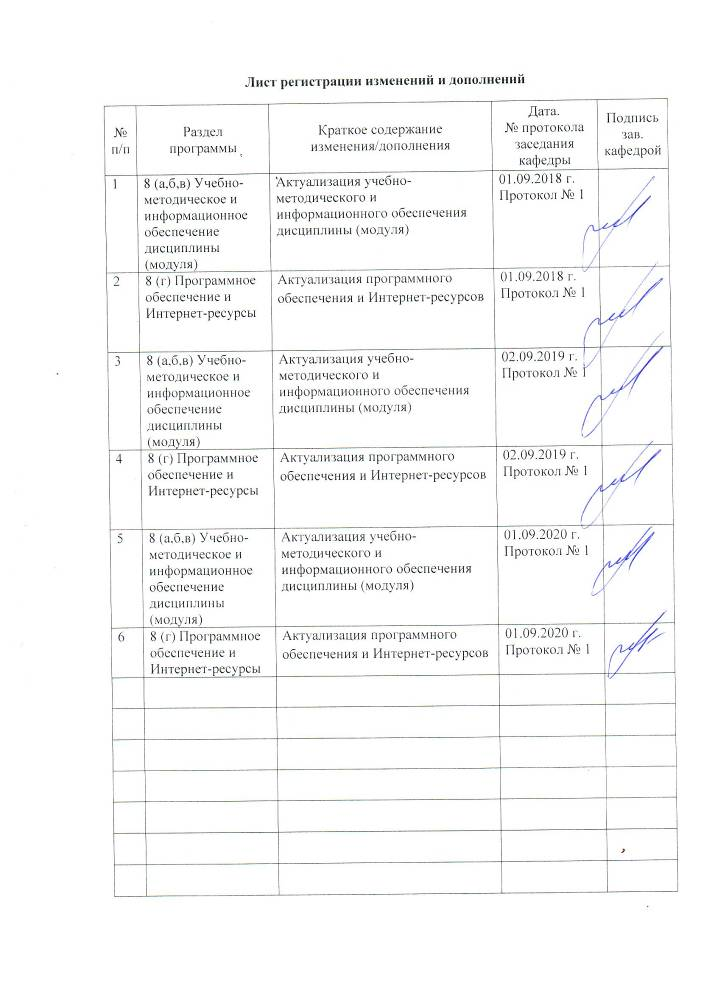 Лист регистрации изменений и дополнений
№
п/п
Раздел
программы
Краткое содержание
изменения/дополнения
Дата.
№ протокола
заседания
кафедры
Подпись
зав.
кафедрой
1
8 (а,б,в) Учебно-
методическое и
информационное
обеспечение
дисциплины
(модуля)
Актуализация учебно-
методического и
информационного обеспечения
дисциплины (модуля)
01.09.2018 г.
Протокол № 1
2
8 (г) Программное
обеспечение и
Интернет-ресурсы
Актуализация программного
обеспечения и Интернет-ресурсов
01.09.2018 г.
Протокол № 1
3
8 (а,б,в) Учебно-
методическое и
информационное
обеспечение
дисциплины
(модуля)
Актуализация учебно-
методического и
информационного обеспечения
дисциплины (модуля)
02.09.2019 г.
Протокол № 1
4
8 (г) Программное
обеспечение и
Интернет-ресурсы
Актуализация программного
обеспечения и Интернет-ресурсов
02.09.2019 г.
Протокол № 1
5
8 (а,б,в) Учебно-
методическое и
информационное
обеспечение
дисциплины
(модуля)
Актуализация учебно-
методического и
информационного обеспечения
дисциплины (модуля)
01.09.2020 г.
Протокол № 1
6
8 (г) Программное
обеспечение и
Интернет-ресурсы
Актуализация программного
обеспечения и Интернет-ресурсов
01.09.2020 г.
Протокол № 1